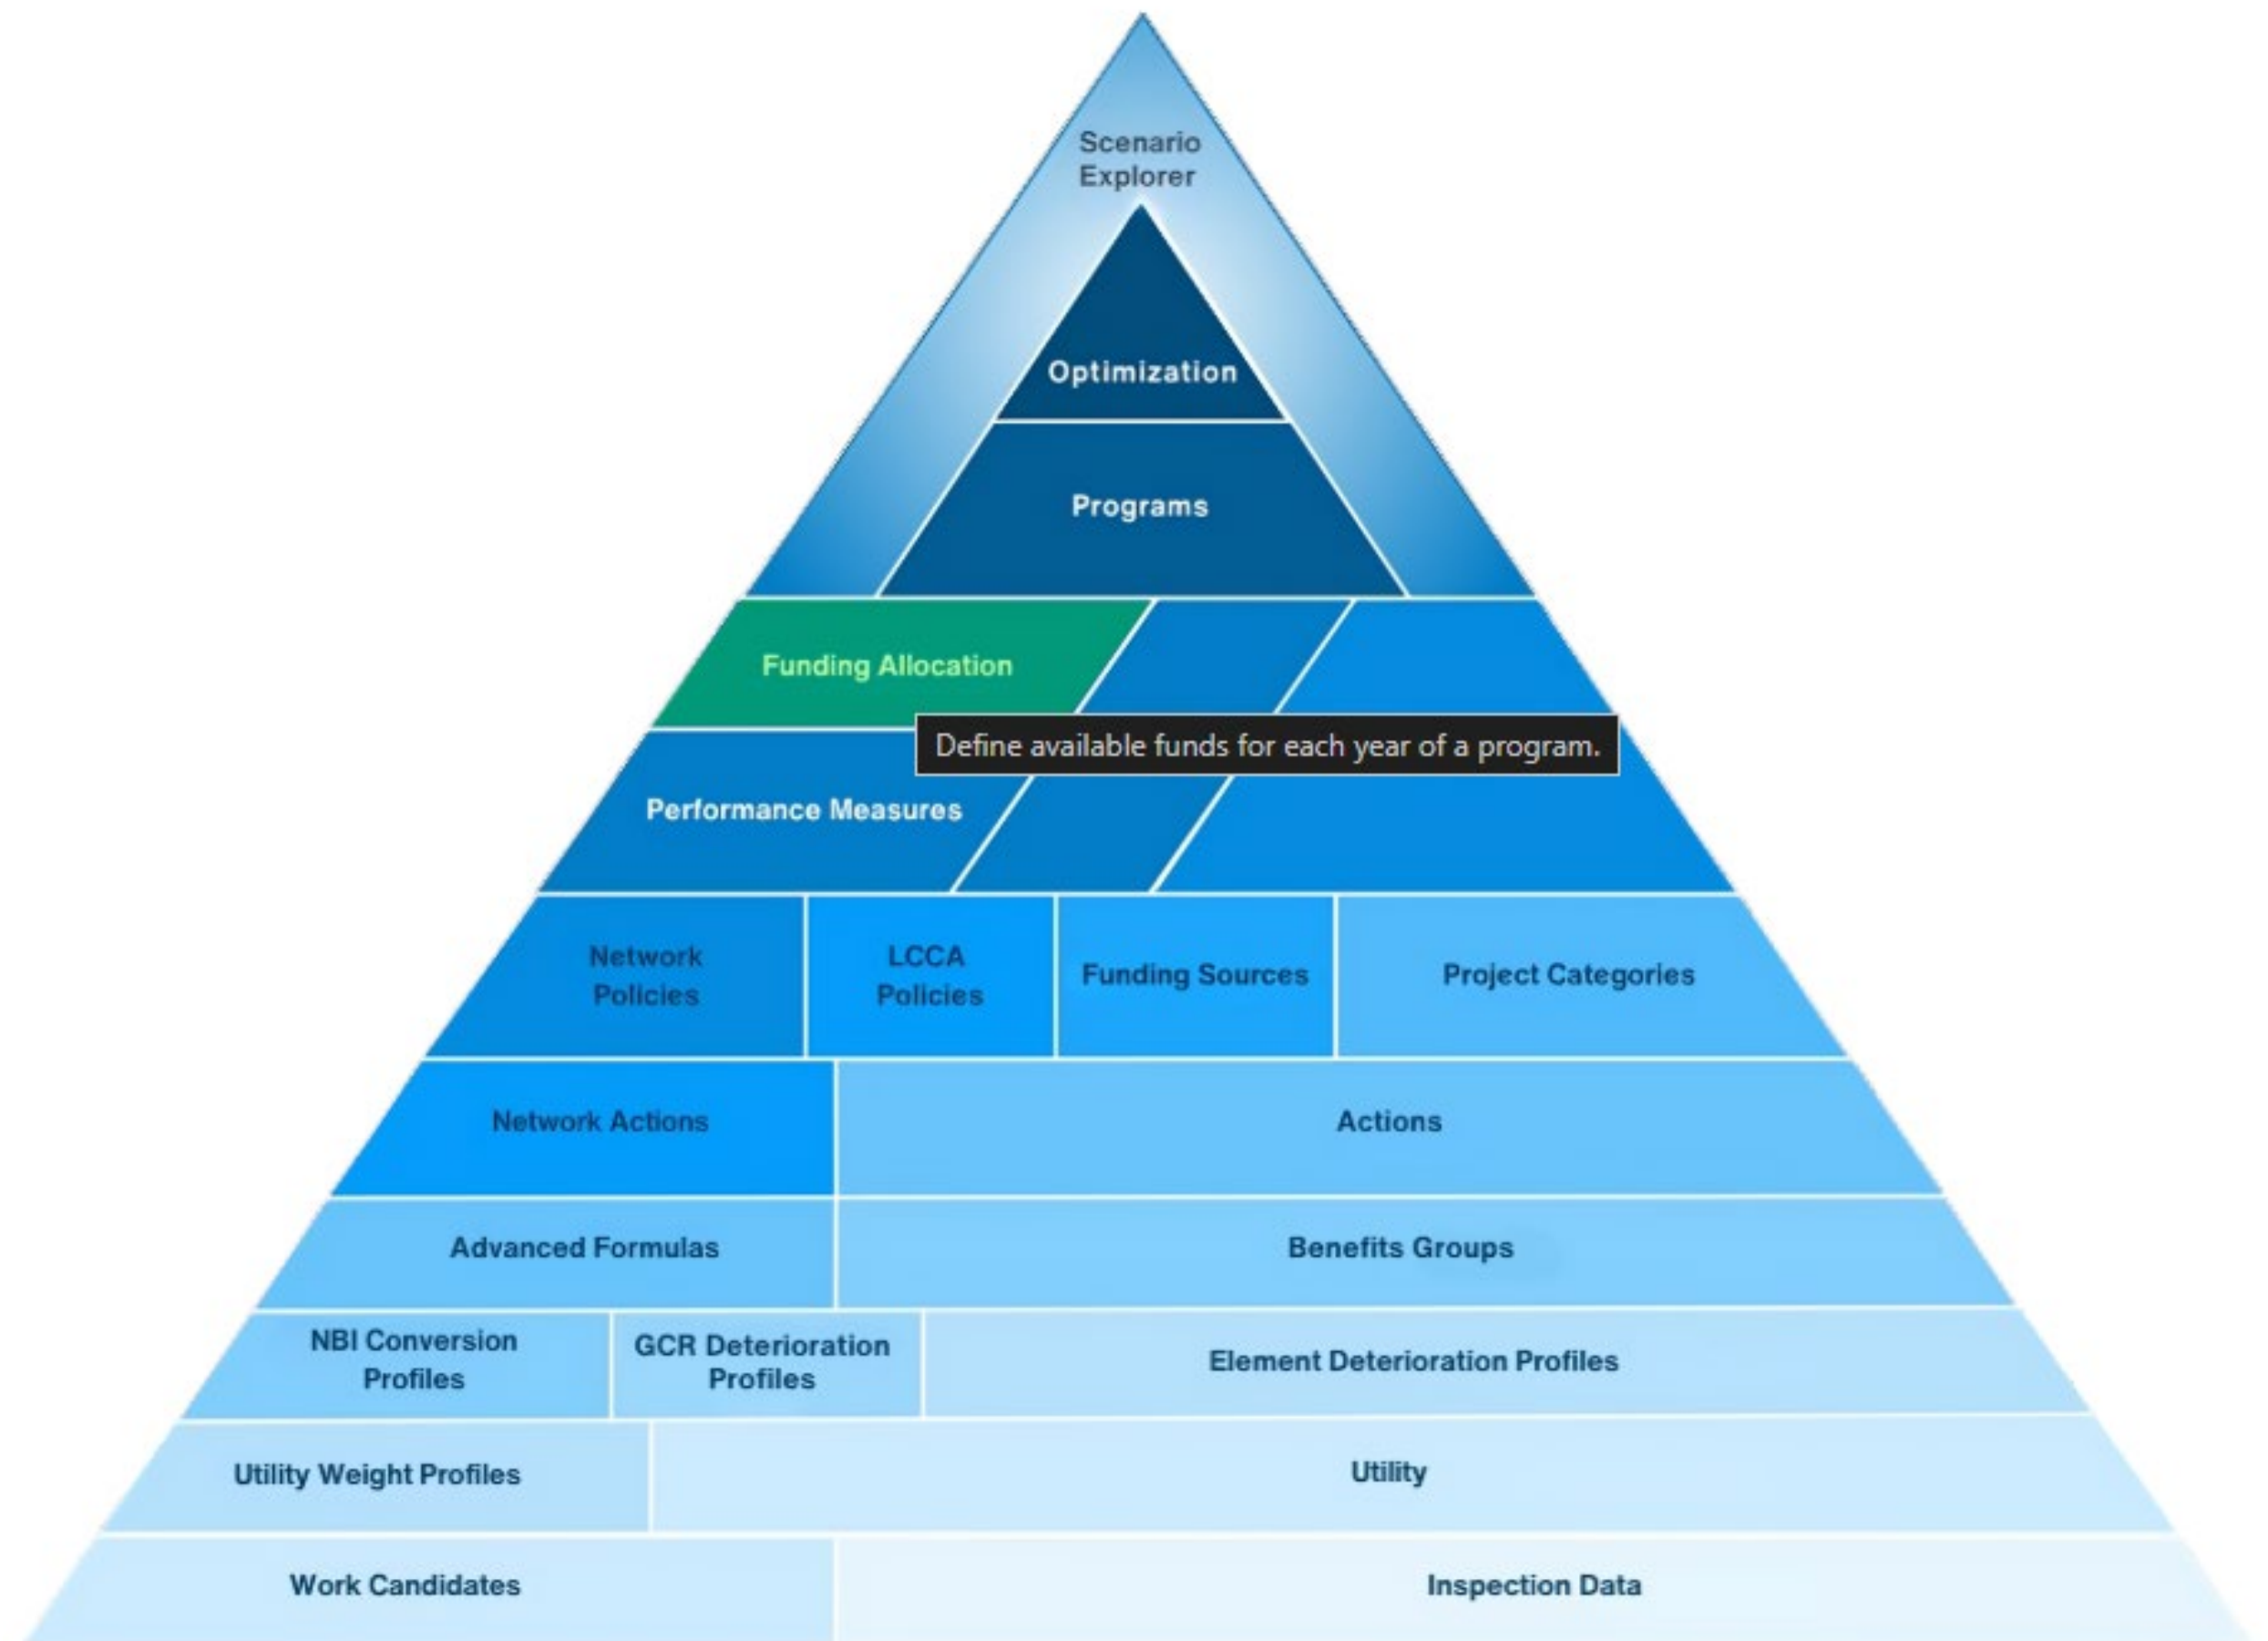 Scenario
Explorer
Optimization
Programs
Funding Allocation
Define available funds for each year of a program.
Performance Measures
Network
Policies
LCCA
Policies
Funding Sources
Project Categories
Network Actions
Actions
Advanced Formulas
Benefits Groups
NBI Conversion
Profiles
GCR Deterioration
Profiles
Element Deterioration Profiles
Utility Weight Profiles
Utility
Work Candidates
Inspection Data